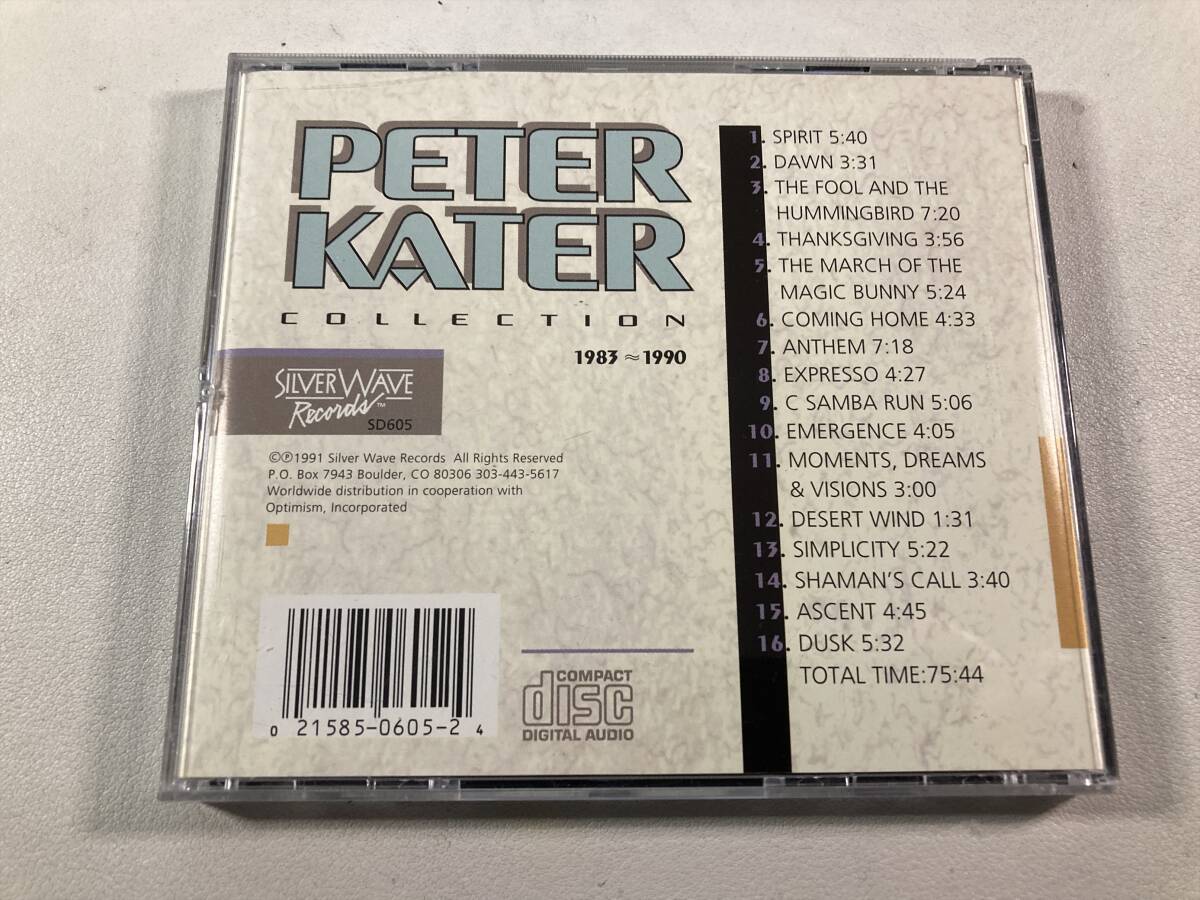 PETER
KATER
COLLECTION
1983 ≈ 1990
SILVER WAVE
Records™
SD605
©℗1991 Silver Wave Records All Rights Reserved
P.O. Box 7943 Boulder, CO 80306 303-443-5617
Worldwide distribution in cooperation with
Optimism, Incorporated
0 21585-0605-2 4
COMPACT
disc
DIGITAL AUDIO
1. SPIRIT 5:40
2. DAWN 3:31
3. THE FOOL AND THE
HUMMINGBIRD 7:20
4. THANKSGIVING 3:56
5. THE MARCH OF THE
MAGIC BUNNY 5:24
6. COMING HOME 4:33
7. ANTHEM 7:18
8. EXPRESSO 4:27
9. C SAMBA RUN 5:06
10. EMERGENCE 4:05
11. MOMENTS, DREAMS
& VISIONS 3:00
12. DESERT WIND 1:31
13. SIMPLICITY 5:22
14. SHAMAN'S CALL 3:40
15. ASCENT 4:45
16. DUSK 5:32
TOTAL TIME:75:44